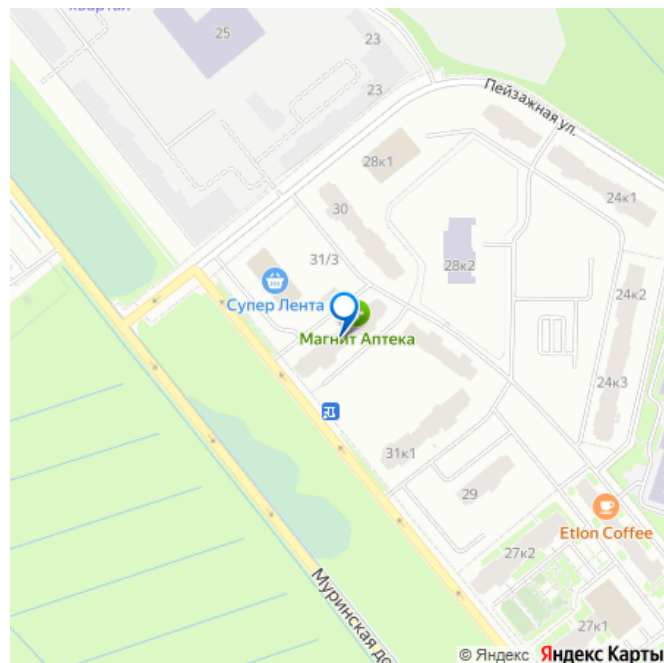 квартал
25
23
23
Пейзажная ул.
28к1
24к1
30
31/3
28к2
Супер Лента
24к2
Магнит Аптека
24к3
31к1
29
Etlon Coffee
27к2
Муринская до
27к1
© Яндекс Яндекс Карты